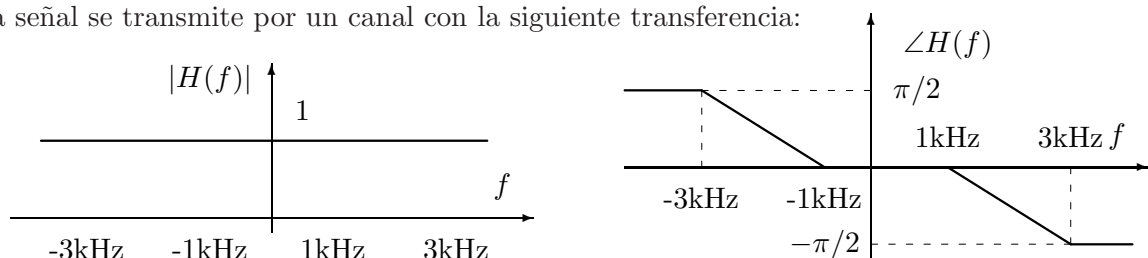 a señal se transmite por un canal con la siguiente transferencia:
|H(f)|
1
f
-3kHz -1kHz 1kHz 3kHz
∠H(f)
π/2
1kHz 3kHz f
-3kHz -1kHz
−π/2